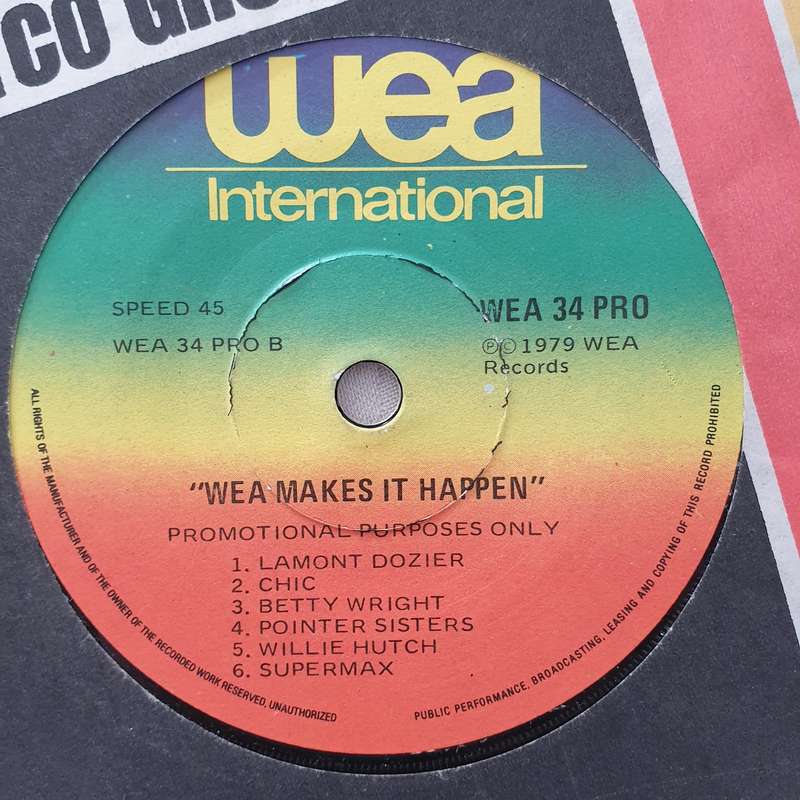 CO
wea
International
SPEED 45
WEA 34 PRO
WEA 34 PRO B
ⓅⒸ1979 WEA
Records
"WEA MAKES IT HAPPEN"
PROMOTIONAL PURPOSES ONLY
1. LAMONT DOZIER
2. CHIC
3. BETTY WRIGHT
4. POINTER SISTERS
5. WILLIE HUTCH
6. SUPERMAX
ALL RIGHTS OF THE MANUFACTURER AND OF THE OWNER OF THE RECORDED WORK RESERVED, UNAUTHORIZED
PUBLIC PERFORMANCE, BROADCASTING, LEASING AND COPYING OF THIS RECORD PROHIBITED